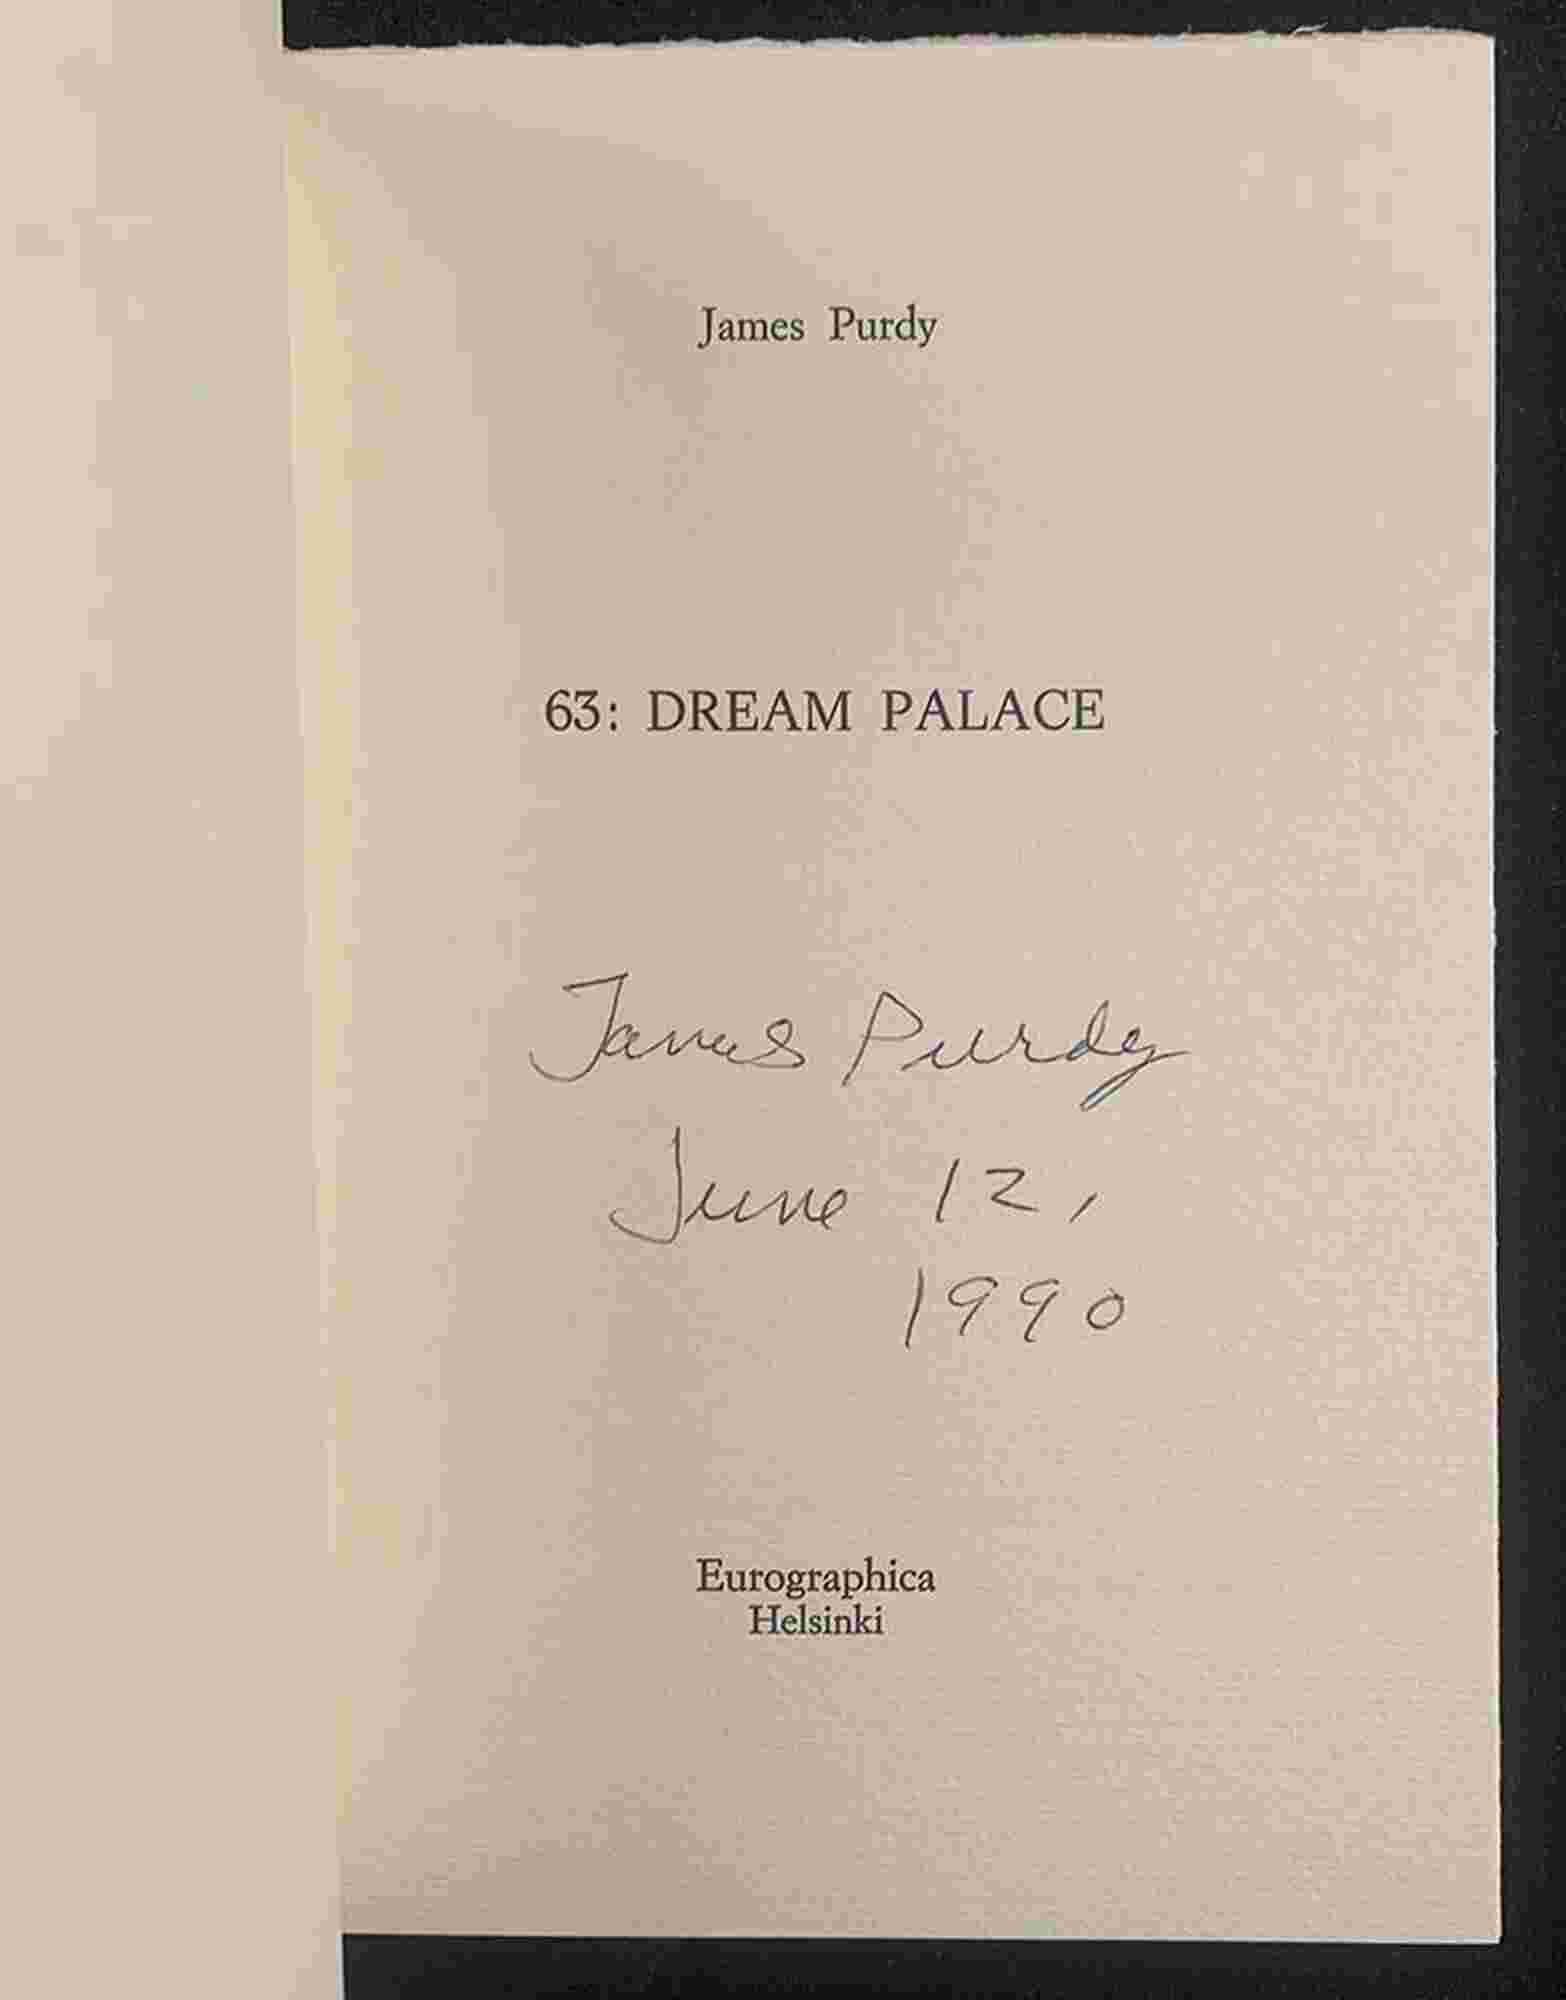 James Purdy
63: DREAM PALACE
James Purdy
June 12,
1990
Eurographica
Helsinki